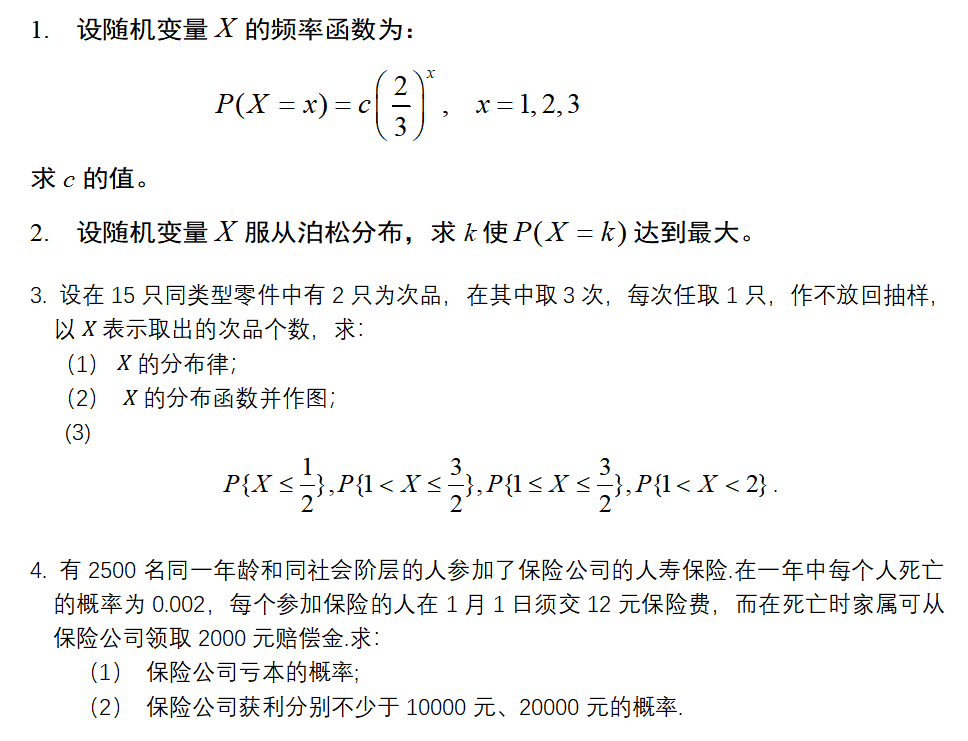 1. 设随机变量 X 的频率函数为：
P(X = x) = c(2/3)^x, x = 1, 2, 3
求 c 的值。
2. 设随机变量 X 服从泊松分布，求 k 使 P(X = k) 达到最大。
3. 设在 15 只同类型零件中有 2 只为次品，在其中取 3 次，每次任取 1 只，作不放回抽样，
以 X 表示取出的次品个数，求：
（1） X 的分布律；
（2） X 的分布函数并作图；
(3)
P{X ≤ 1/2}, P{1 < X ≤ 3/2}, P{1 ≤ X ≤ 3/2}, P{1 < X < 2} .
4. 有 2500 名同一年龄和同社会阶层的人参加了保险公司的人寿保险.在一年中每个人死亡
的概率为 0.002，每个参加保险的人在 1 月 1 日须交 12 元保险费，而在死亡时家属可从
保险公司领取 2000 元赔偿金.求：
（1） 保险公司亏本的概率;
（2） 保险公司获利分别不少于 10000 元、20000 元的概率.